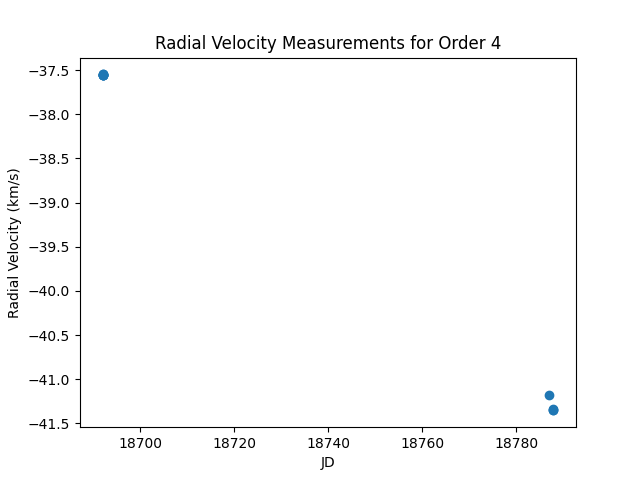 Radial Velocity Measurements for Order 4
Radial Velocity (km/s)
−37.5
−38.0
−38.5
−39.0
−39.5
−40.0
−40.5
−41.0
−41.5
18700 18720 18740 18760 18780
JD